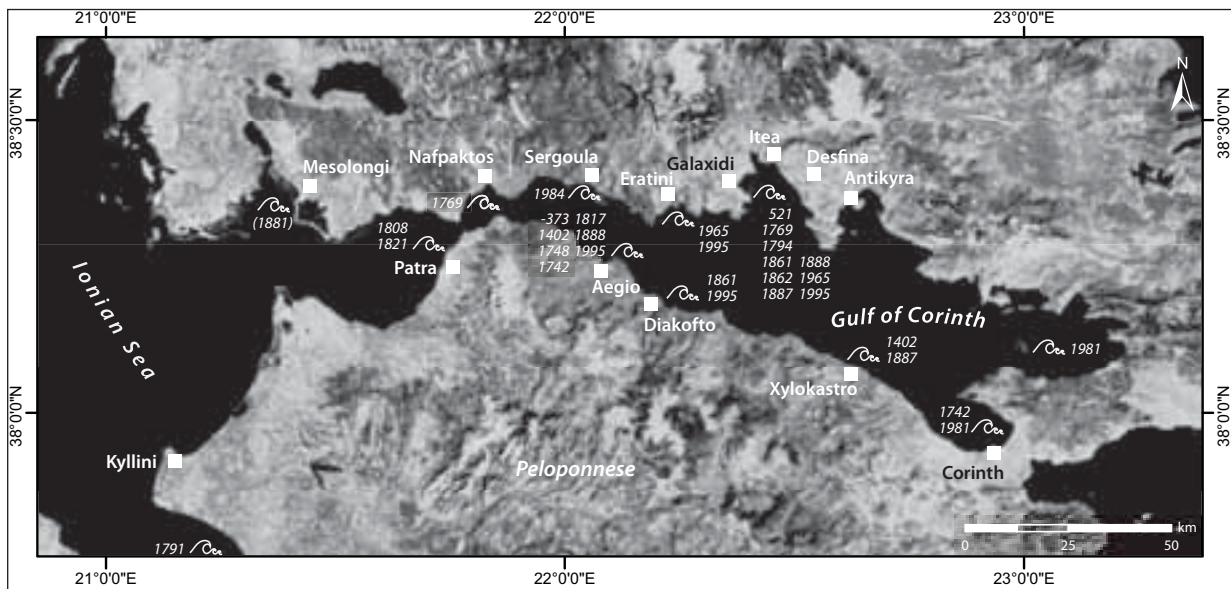 21°0'0"E
22°0'0"E
23°0'0"E
38°30'0"N
38°30'0"N
N
Itea
Mesolongi
Nafpaktos
Sergoula
Galaxidi
Desfina
Eratini
Antikyra
(1881)
1769
1984
1808
1821
-373 1817
1402 1888
1748 1995
1742
1965
1995
521
1769
1794
1861 1888
1862 1965
1887 1995
Patra
Aegio
1861
1995
Diakofto
Ionian Sea
Gulf of Corinth
1402
1887
1981
Xylokastro
38°0'0"N
38°0'0"N
1742
1981
Kyllini
Peloponnese
Corinth
km
0
25
50
1791
21°0'0"E
22°0'0"E
23°0'0"E